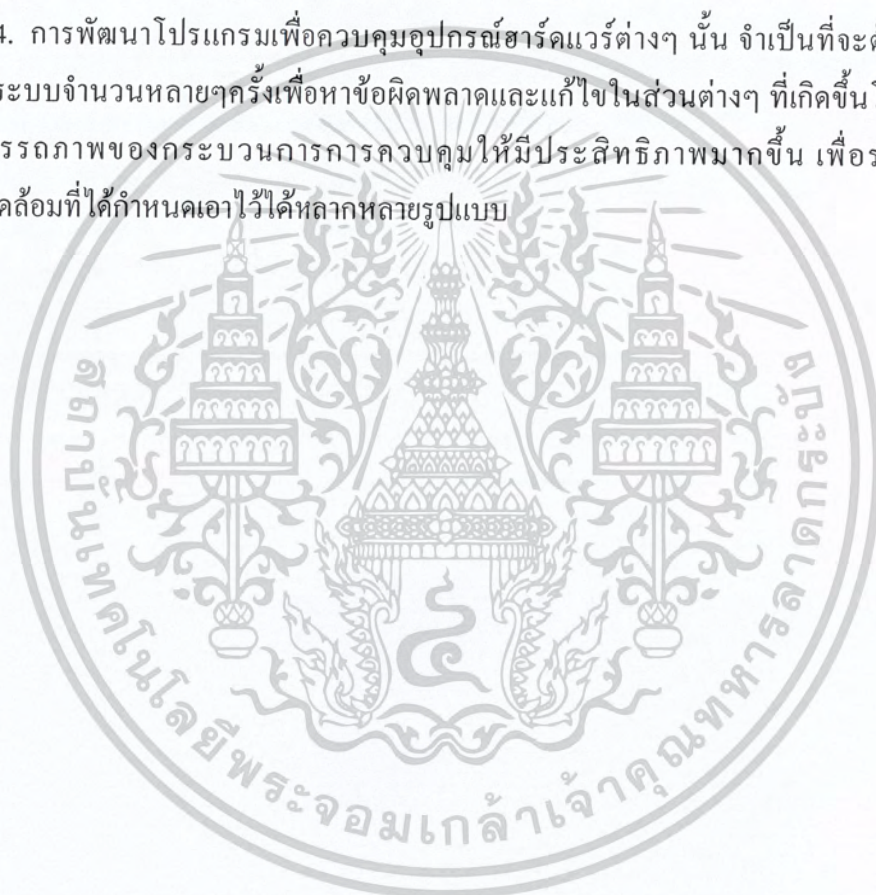 4. การพัฒนาโปรแกรมเพื่อควบคุมอุปกรณ์ฮาร์ดแวร์ต่างๆ นั้น จำเป็นที่จะ
ระบบจำนวนหลายๆครั้งเพื่อหาข้อผิดพลาดและแก้ไขในส่วนต่างๆ ที่เกิดขึ้น
รรถภาพของกระบวนการการควบคุมให้มีประสิทธิภาพมากขึ้น เพื่อ
คล้อมที่ได้กำหนดเอาไว้ได้หลากหลายรูปแบบ
สถาบันเทคโนโลยีพระจอมเกล้าเจ้าคุณทหารลาดกระบัง